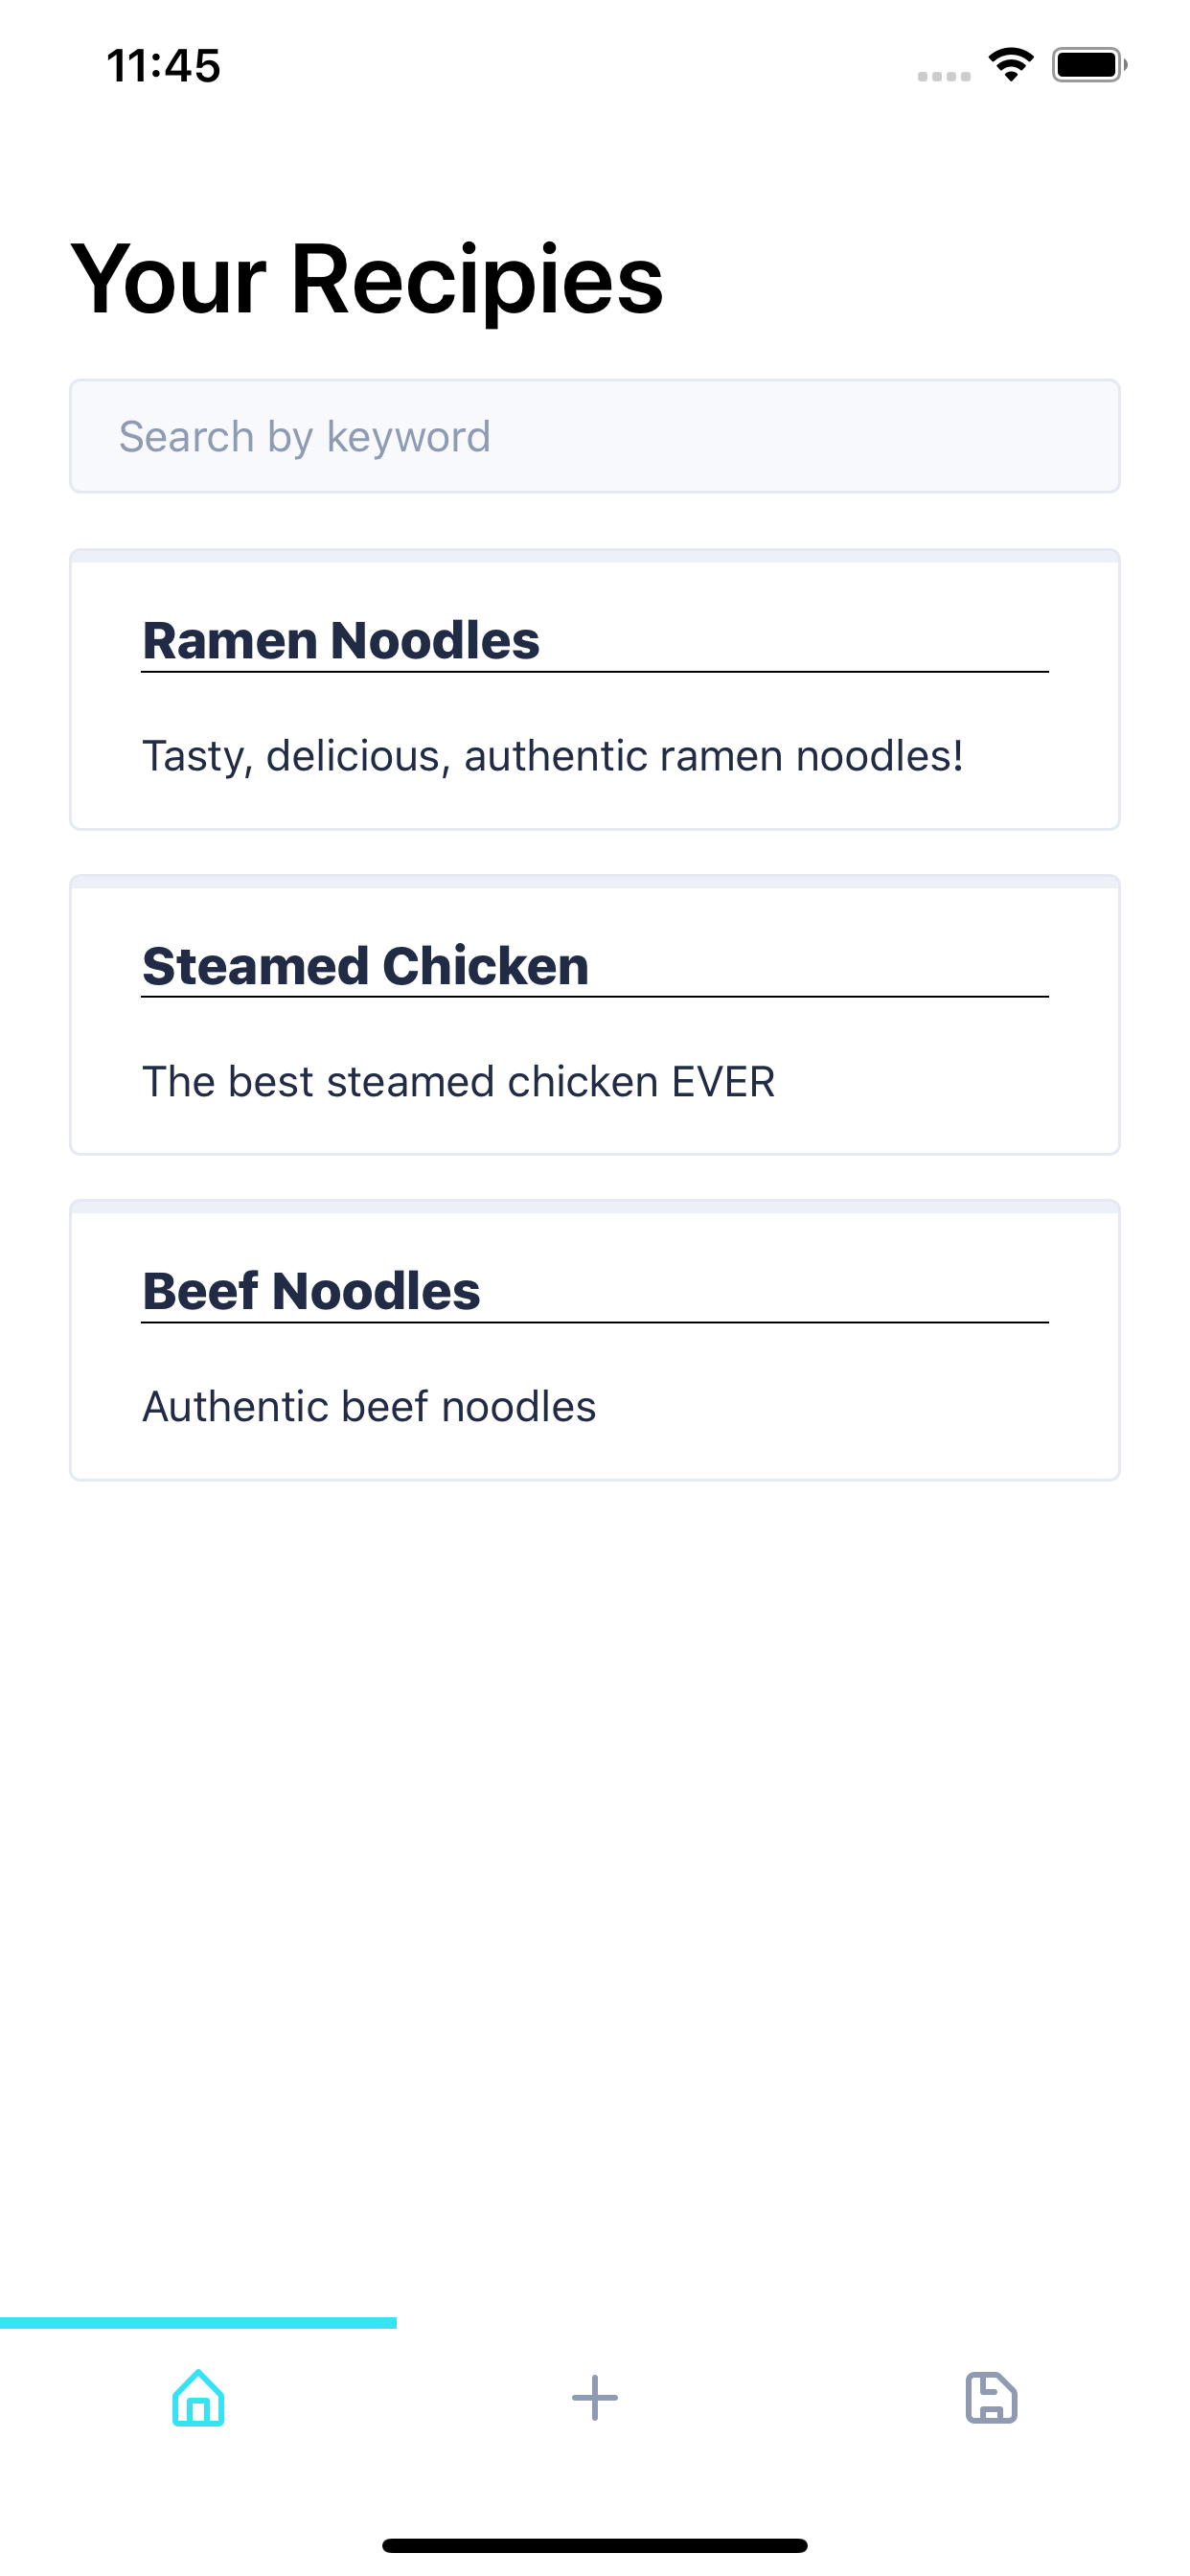 11:45
Your Recipies
Search by keyword
Ramen Noodles
Tasty, delicious, authentic ramen noodles!
Steamed Chicken
The best steamed chicken EVER
Beef Noodles
Authentic beef noodles